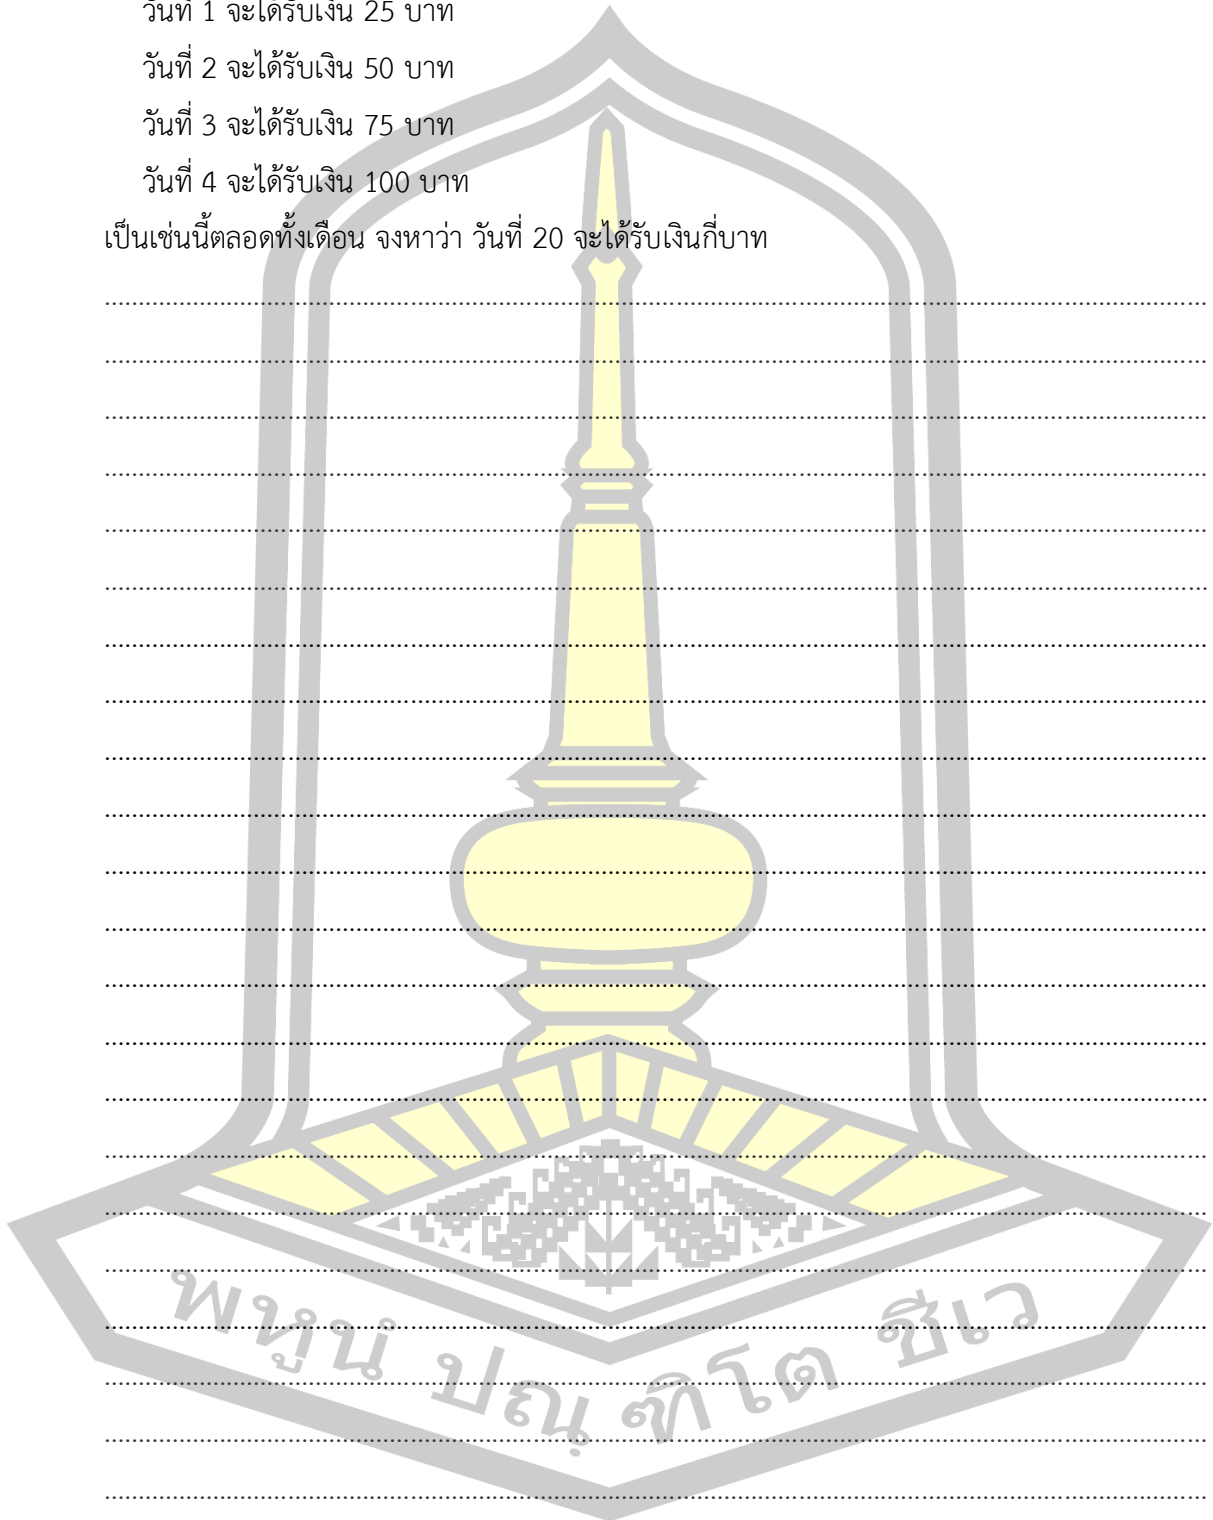 วันที่ 1 จะได้รับเงิน 25 บาท
วันที่ 2 จะได้รับเงิน 50 บาท
วันที่ 3 จะได้รับเงิน 75 บาท
วันที่ 4 จะได้รับเงิน 100 บาท
เป็นเช่นนี้ตลอดทั้งเดือน จงหาว่า วันที่ 20 จะได้รับเงินกี่บาท
พหูนํ ปณฺฑิโต ชีเว